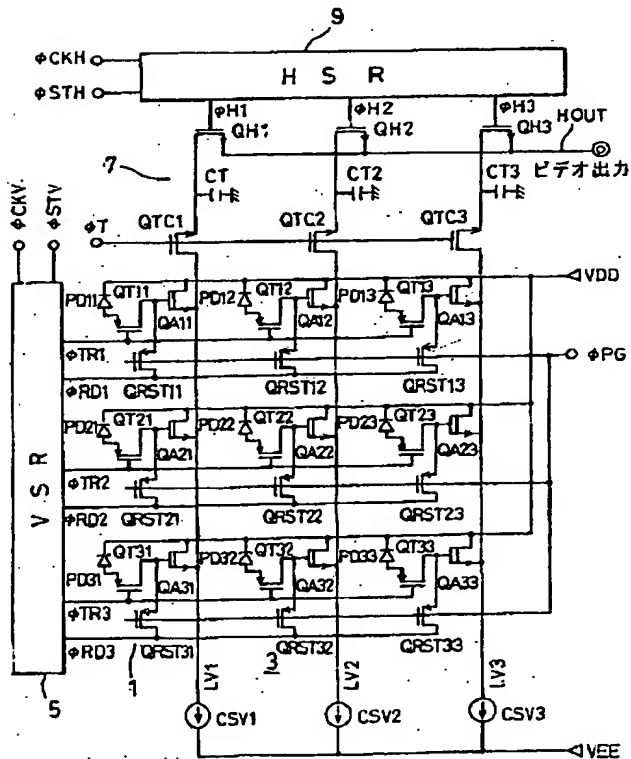 9
φCKH
φSTH
H S R
φH1 φH2 φH3
QH1 QH2 QH3
HOUT
7
CT CT2 CT3
ビデオ出力
φCKV
φSTV
φT
QTC1 QTC2 QTC3
VDD
PD11 QT11 PD12 QT12 PD13 QT13
QA11 QA12 QA13
φTR1
φPG
φRD1 QRST11 QRST12 QRST13
PD21 QT21 PD22 QT22 PD23 QT23
QA21 QA22 QA23
V S R
φTR2
φRD2 QRST21 QRST22 QRST23
PD31 QT31 PD32 QT32 PD33 QT33
QA31 QA32 QA33
φTR3
φRD3 QRST31 QRST32 QRST33
5
1
3
LV1 LV2 LV3
CSV1 CSV2 CSV3
VEE